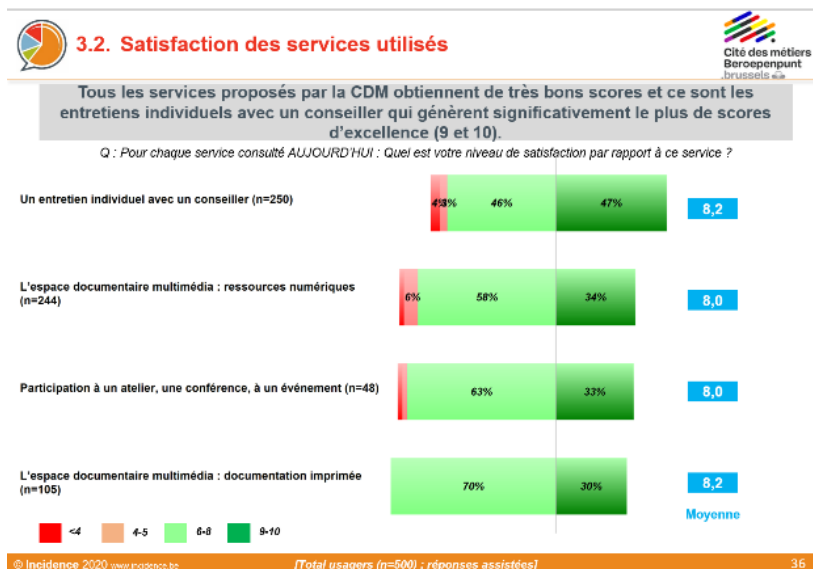 3.2. Satisfaction des services utilisés
Cité des métiers
Beroepenpunt
.brussels
Tous les services proposés par la CDM obtiennent de très bons scores et ce sont les
entretiens individuels avec un conseiller qui génèrent significativement le plus de scores
d'excellence (9 et 10).
Q : Pour chaque service consulté AUJOURD'HUI : Quel est votre niveau de satisfaction par rapport à ce service ?
Un entretien individuel avec un conseiller (n=250)
4% 3% 46% 47% 8,2
L'espace documentaire multimédia : ressources numériques
(n=244)
6% 58% 34% 8,0
Participation à un atelier, une conférence, à un événement (n=48)
63% 33% 8,0
L'espace documentaire multimédia : documentation imprimée
(n=105)
70% 30% 8,2
Moyenne
<4 4-5 6-8 9-10
© Incidence 2020 www.incidence.be [Total usagers (n=500) ; réponses assistées] 36